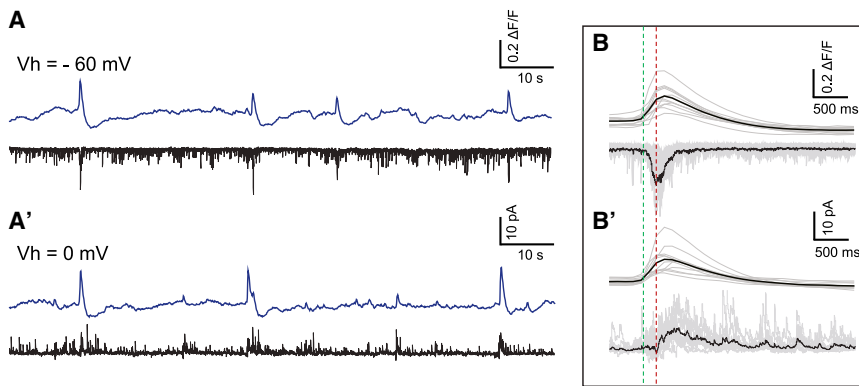 A
Vh = - 60 mV
0.2 ΔF/F
10 s
A'
Vh = 0 mV
10 pA
10 s
B
0.2 ΔF/F
500 ms
B'
10 pA
500 ms